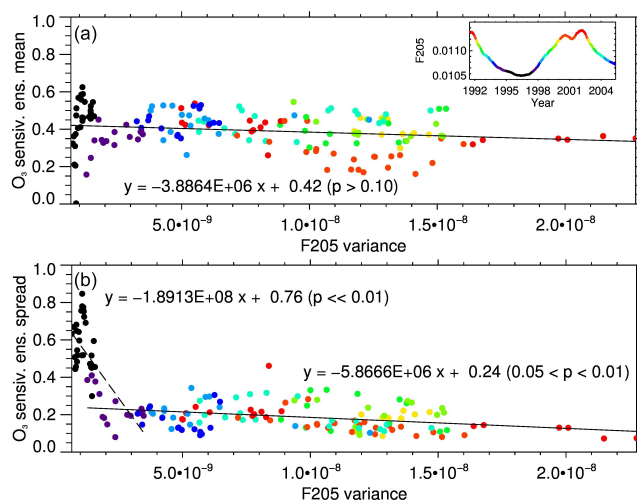 (a)
1.0
0.8
0.6
0.4
0.2
0.0
O₃ sensiv. ens. mean
F205
0.0110
0.0105
1992 1995 1998 2001 2004
Year
y = −3.8864E+06 x + 0.42 (p > 0.10)
5.0•10⁻⁹ 1.0•10⁻⁸ 1.5•10⁻⁸ 2.0•10⁻⁸
F205 variance
(b)
1.0
0.8
0.6
0.4
0.2
0.0
O₃ sensiv. ens. spread
y = −1.8913E+08 x + 0.76 (p << 0.01)
y = −5.8666E+06 x + 0.24 (0.05 < p < 0.01)
5.0•10⁻⁹ 1.0•10⁻⁸ 1.5•10⁻⁸ 2.0•10⁻⁸
F205 variance